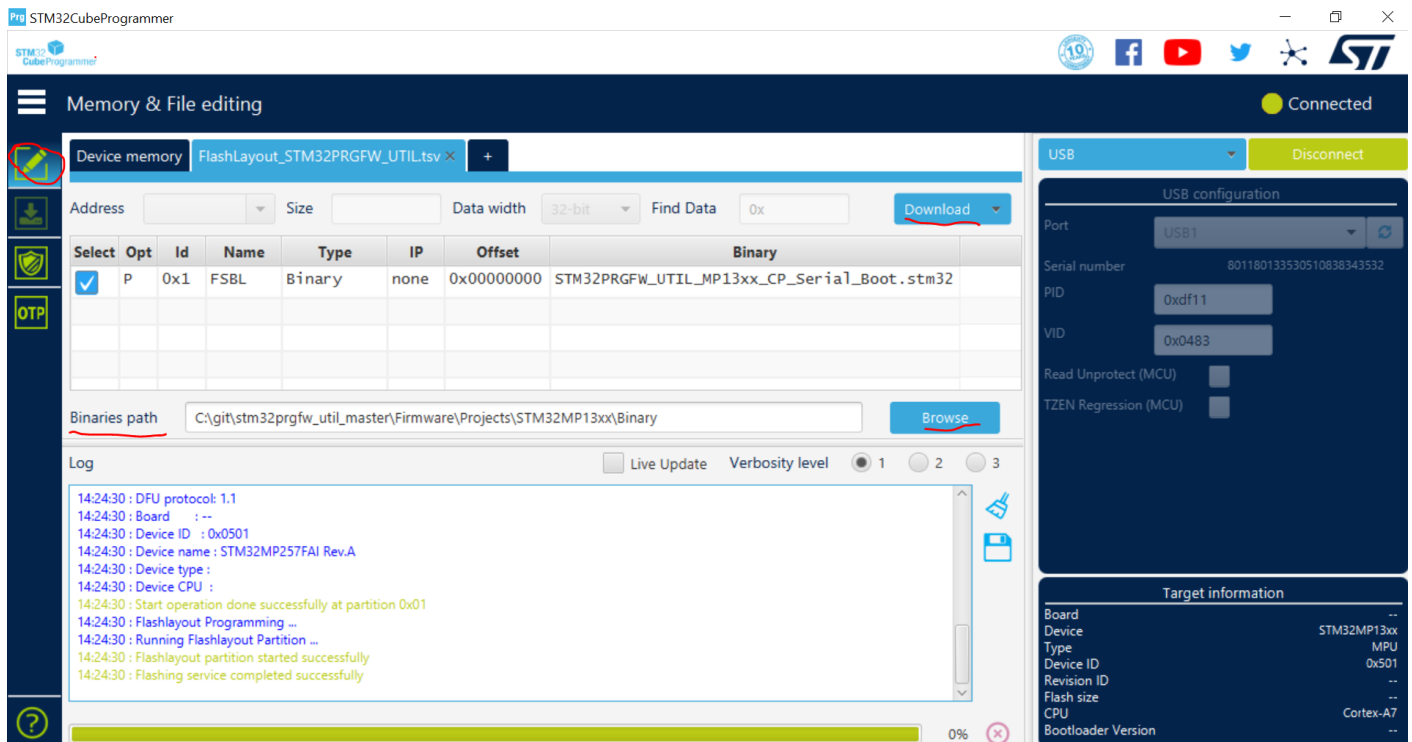 Prg STM32CubeProgrammer
STM32
CubeProgrammer
10
ST
Memory & File editing
Connected
Device memory FlashLayout_STM32PRGFW_UTIL.tsv × +
USB Disconnect
Address Size Data width 32-bit Find Data 0x Download
Select Opt Id Name Type IP Offset Binary
P 0x1 FSBL Binary none 0x00000000 STM32PRGFW_UTIL_MP13xx_CP_Serial_Boot.stm32
OTP
Binaries path C:\git\stm32prgfw_util_master\Firmware\Projects\STM32MP13xx\Binary Browse
Log Live Update Verbosity level 1 2 3
14:24:30 : DFU protocol: 1.1
14:24:30 : Board : --
14:24:30 : Device ID : 0x0501
14:24:30 : Device name : STM32MP257FAI Rev.A
14:24:30 : Device type :
14:24:30 : Device CPU :
14:24:30 : Start operation done successfully at partition 0x01
14:24:30 : Flashlayout Programming ...
14:24:30 : Running Flashlayout Partition ...
14:24:30 : Flashlayout partition started successfully
14:24:30 : Flashing service completed successfully
0%
?
USB configuration
Port USB1
Serial number 801180133530510838343532
PID 0xdf11
VID 0x0483
Read Unprotect (MCU)
TZEN Regression (MCU)
Target information
Board --
Device STM32MP13xx
Type MPU
Device ID 0x501
Revision ID --
Flash size --
CPU Cortex-A7
Bootloader Version --